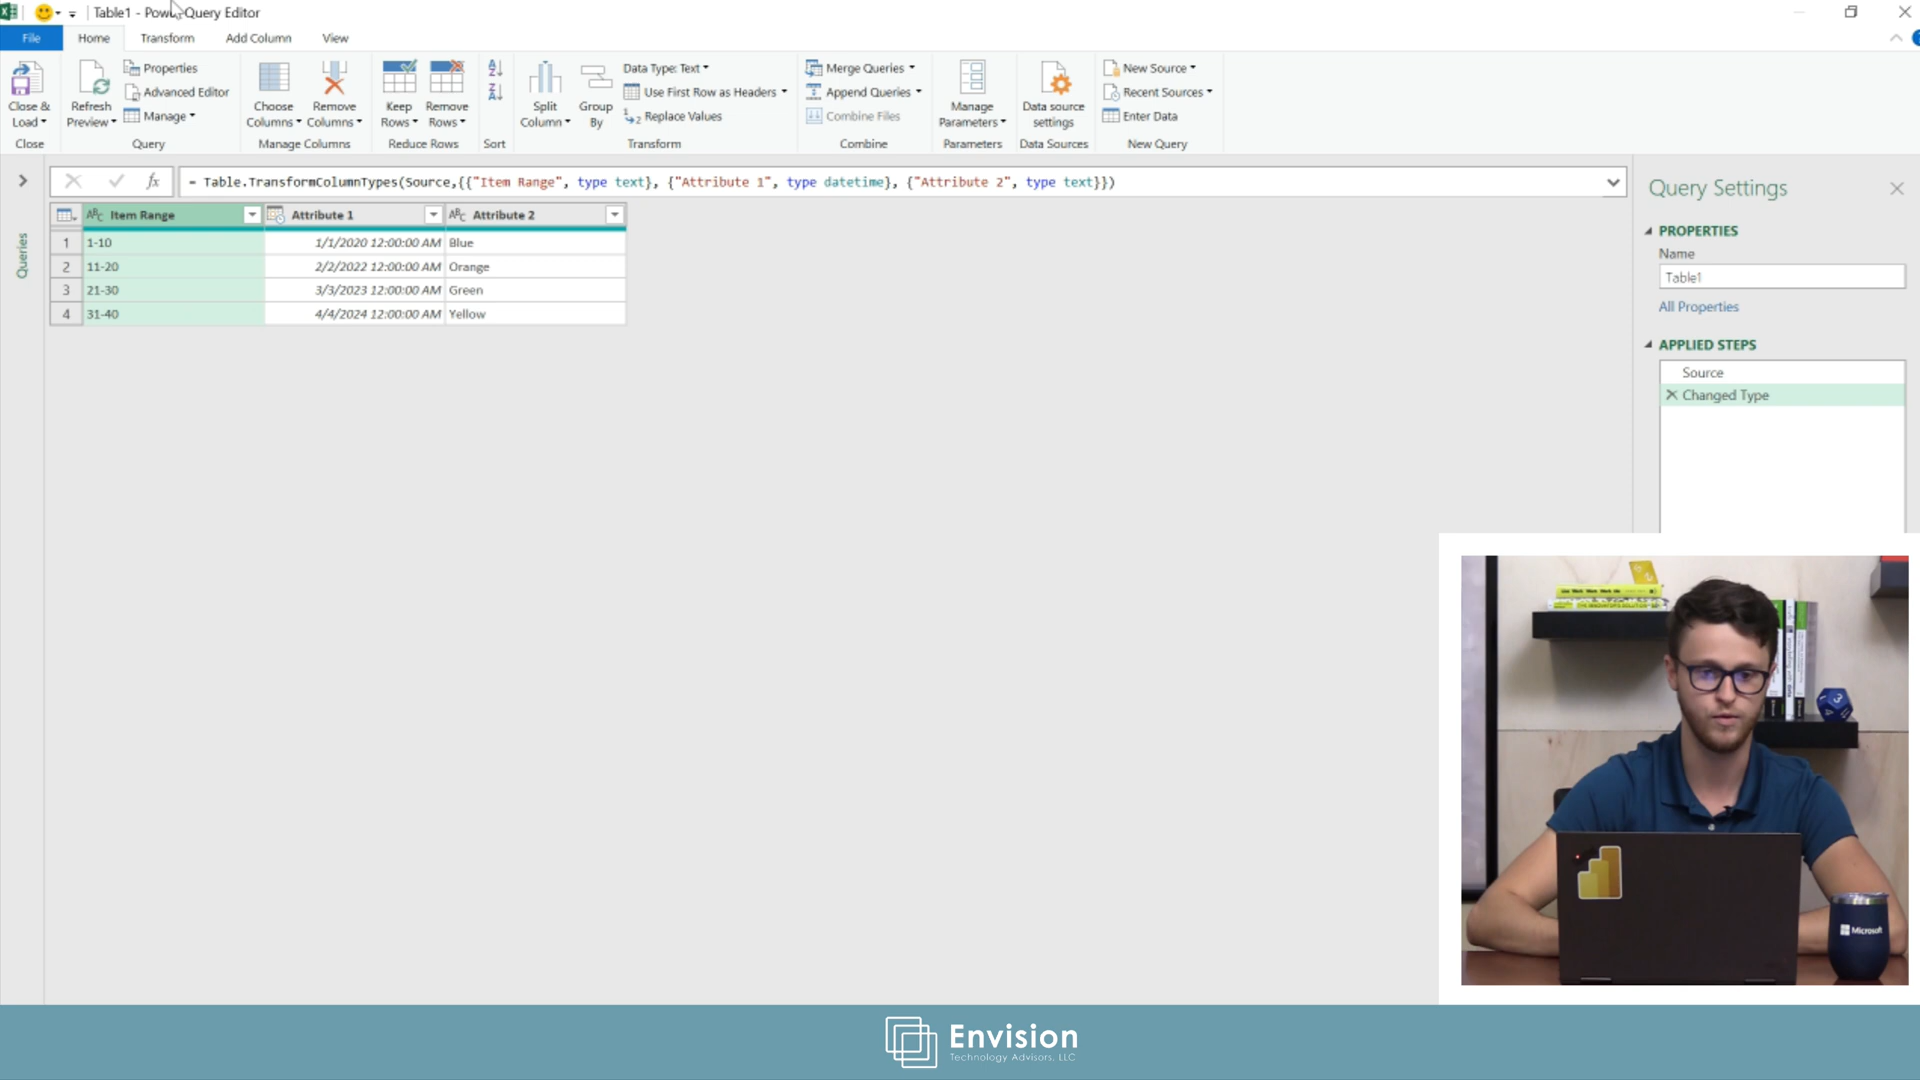 Table1 - Power Query Editor
File Home Transform Add Column View
Close & Load
Close
Refresh Preview
Properties
Advanced Editor
Manage
Query
Choose Columns
Remove Columns
Manage Columns
Keep Rows
Remove Rows
Reduce Rows
Sort
Split Column
Group By
Data Type: Text
Use First Row as Headers
Replace Values
Transform
Merge Queries
Append Queries
Combine Files
Combine
Manage Parameters
Parameters
Data source settings
Data Sources
New Source
Recent Sources
Enter Data
New Query
fx = Table.TransformColumnTypes(Source,{{"Item Range", type text}, {"Attribute 1", type datetime}, {"Attribute 2", type text}})
Queries
Item Range Attribute 1 Attribute 2
1 1-10 1/1/2020 12:00:00 AM Blue
2 11-20 2/2/2022 12:00:00 AM Orange
3 21-30 3/3/2023 12:00:00 AM Green
4 31-40 4/4/2024 12:00:00 AM Yellow
Query Settings
PROPERTIES
Name
Table1
All Properties
APPLIED STEPS
Source
Changed Type
3
Microsoft
Envision
Technology Advisors, LLC